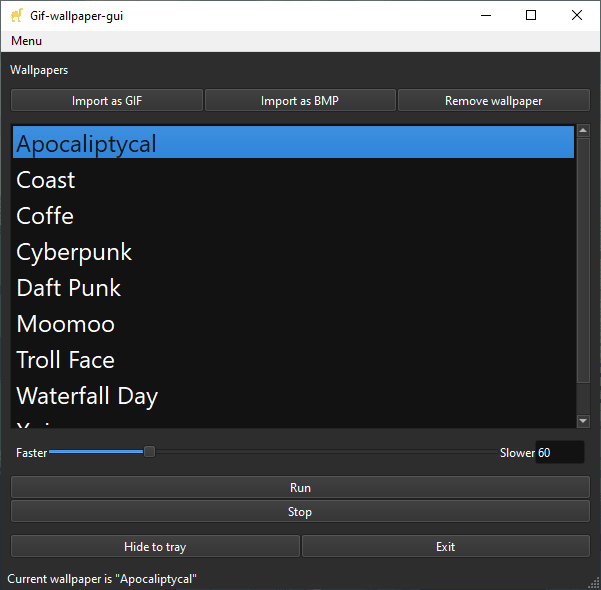 Gif-wallpaper-gui
Menu
Wallpapers
Import as GIF Import as BMP Remove wallpaper
Apocaliptycal
Coast
Coffe
Cyberpunk
Daft Punk
Moomoo
Troll Face
Waterfall Day
Faster Slower 60
Run
Stop
Hide to tray Exit
Current wallpaper is "Apocaliptycal"